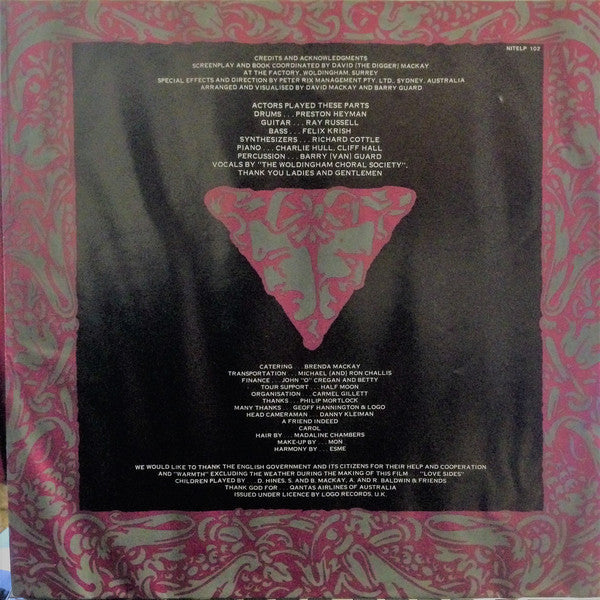 NITELP 102
CREDITS AND ACKNOWLEDGMENTS
SCREENPLAY AND BOOK COORDINATED BY DAVID (THE DIGGER) MACKAY
AT THE FACTORY, WOLDINGHAM, SURREY
SPECIAL EFFECTS AND DIRECTION BY PETER RIX MANAGEMENT PTY. LTD., SYDNEY, AUSTRALIA
ARRANGED AND VISUALISED BY DAVID MACKAY AND BARRY GUARD
ACTORS PLAYED THESE PARTS
DRUMS . . . PRESTON HEYMAN
GUITAR . . . RAY RUSSELL
BASS . . . FELIX KRISH
SYNTHESIZERS . . . RICHARD COTTLE
PIANO . . . CHARLIE HULL, CLIFF HALL
PERCUSSION . . . BARRY (VAN) GUARD
VOCALS BY "THE WOLDINGHAM CHORAL SOCIETY",
THANK YOU LADIES AND GENTLEMEN
CATERING . . . BRENDA MACKAY
TRANSPORTATION . . . MICHAEL (AND) RON CHALLIS
FINANCE . . . JOHN "O" CREGAN AND BETTY
TOUR SUPPORT . . . HALF MOON
ORGANISATION . . . CARMEL GILLETT
THANKS . . . PHILIP MORTLOCK
MANY THANKS . . . GEOFF HANNINGTON & LOGO
HEAD CAMERAMAN . . . DANNY KLEIMAN
A FRIEND INDEED
CAROL
HAIR BY . . . MADALINE CHAMBERS
MAKE-UP BY . . . MON
HARMONY BY . . . ESME
WE WOULD LIKE TO THANK THE ENGLISH GOVERNMENT AND ITS CITIZENS FOR THEIR HELP AND COOPERATION
AND "WARMTH" EXCLUDING THE WEATHER DURING THE MAKING OF THIS FILM . . . "LOVE SIDES"
CHILDREN PLAYED BY . . . D. HINES, S. AND B. MACKAY, A. AND R. BALDWIN & FRIENDS
THANK GOD FOR . . . QANTAS AIRLINES OF AUSTRALIA
ISSUED UNDER LICENCE BY LOGO RECORDS, U.K.